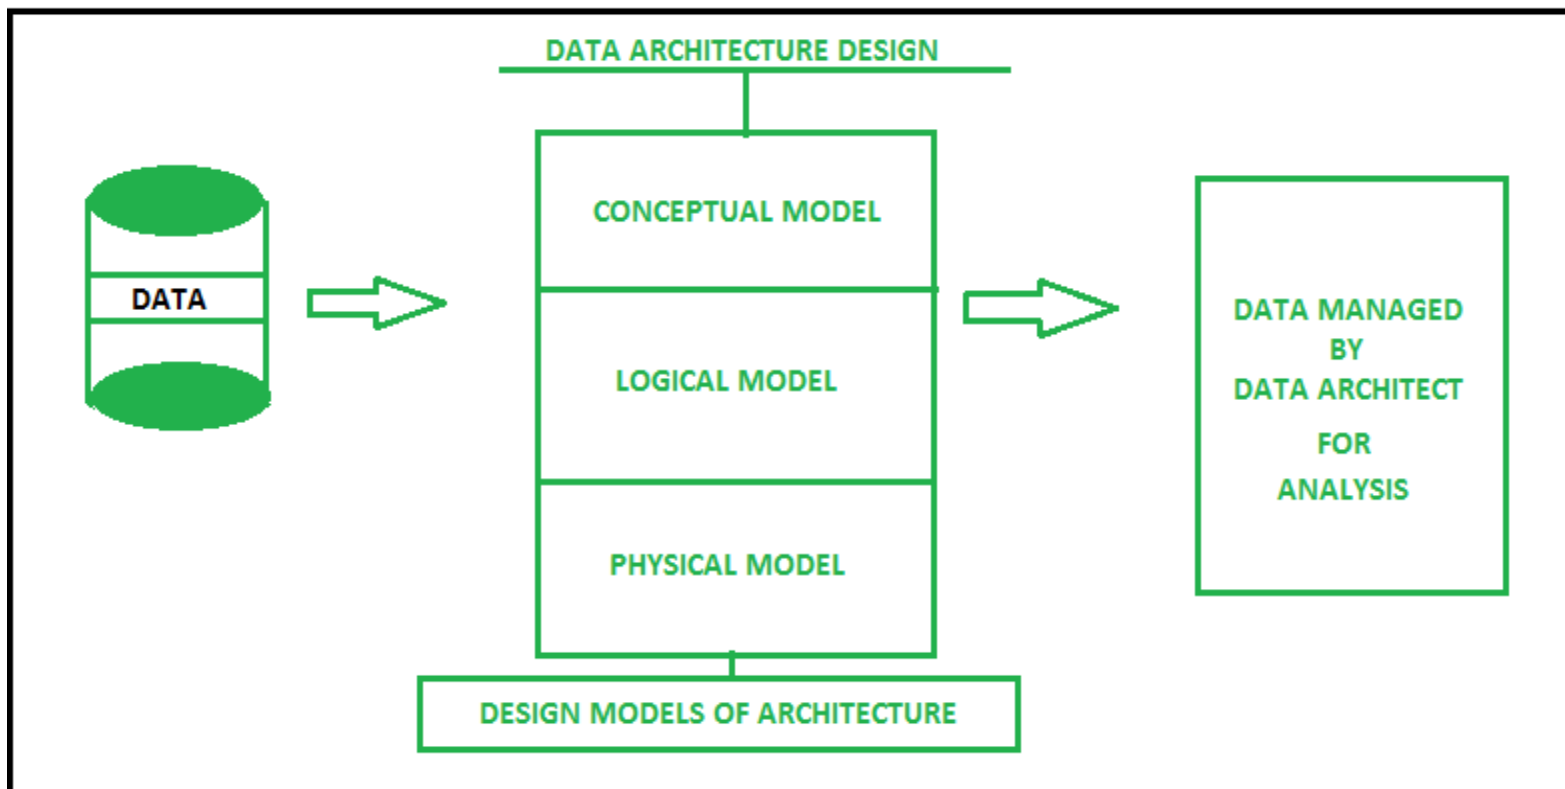 DATA ARCHITECTURE DESIGN
DATA
CONCEPTUAL MODEL
LOGICAL MODEL
PHYSICAL MODEL
DESIGN MODELS OF ARCHITECTURE
DATA MANAGED
BY
DATA ARCHITECT
FOR
ANALYSIS